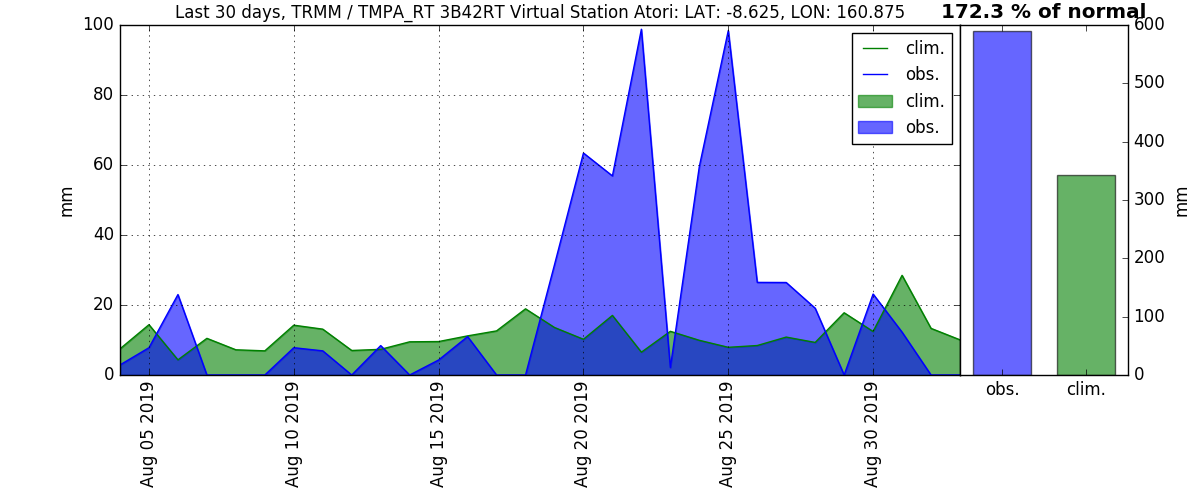 Last 30 days, TRMM / TMPA_RT 3B42RT Virtual Station Atori: LAT: -8.625, LON: 160.875
172.3 % of normal
100
80
60
40
20
0
mm
clim.
obs.
clim.
obs.
Aug 05 2019
Aug 10 2019
Aug 15 2019
Aug 20 2019
Aug 25 2019
Aug 30 2019
600
500
400
300
200
100
0
mm
obs.
clim.